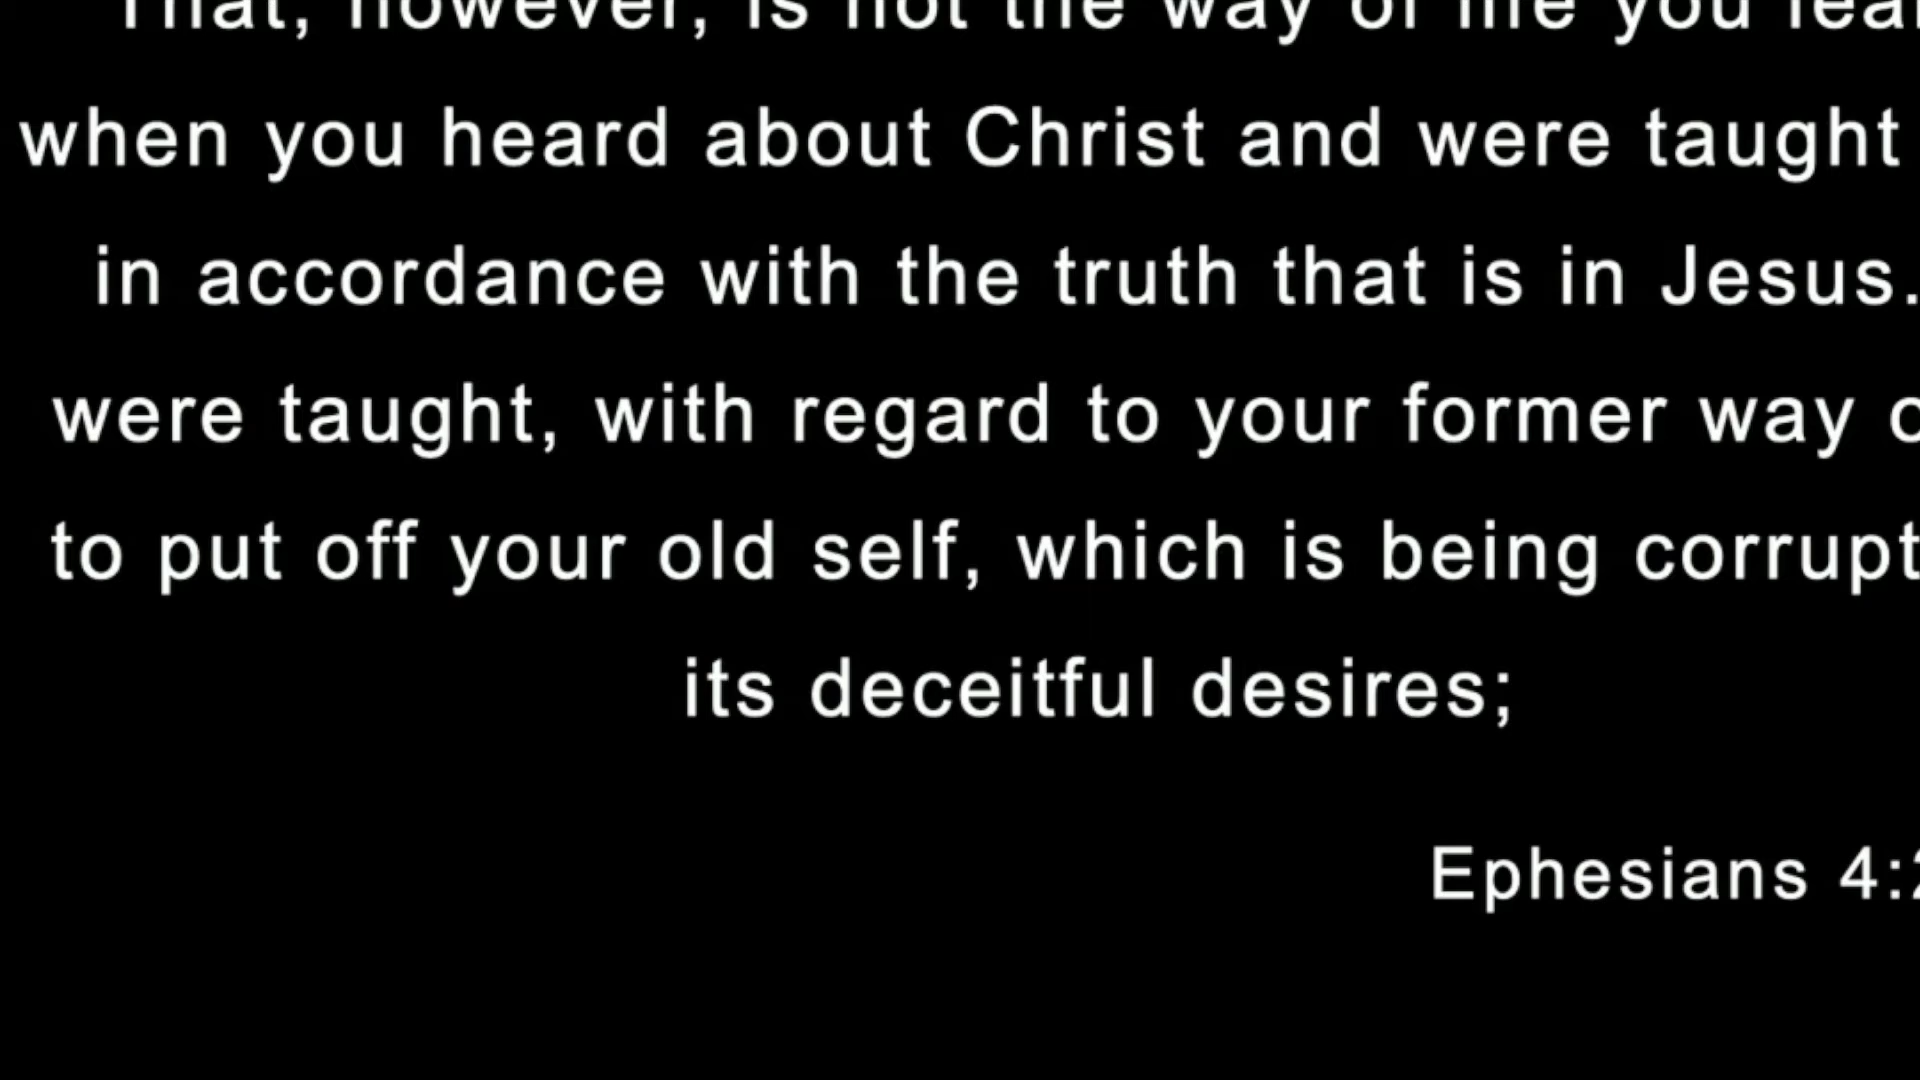 That, however, is not the way of life you
when you heard about Christ and were taught
in accordance with the truth that is in Jesus.
were taught, with regard to your former way
to put off your old self, which is being
its deceitful desires;
Ephesians 4: